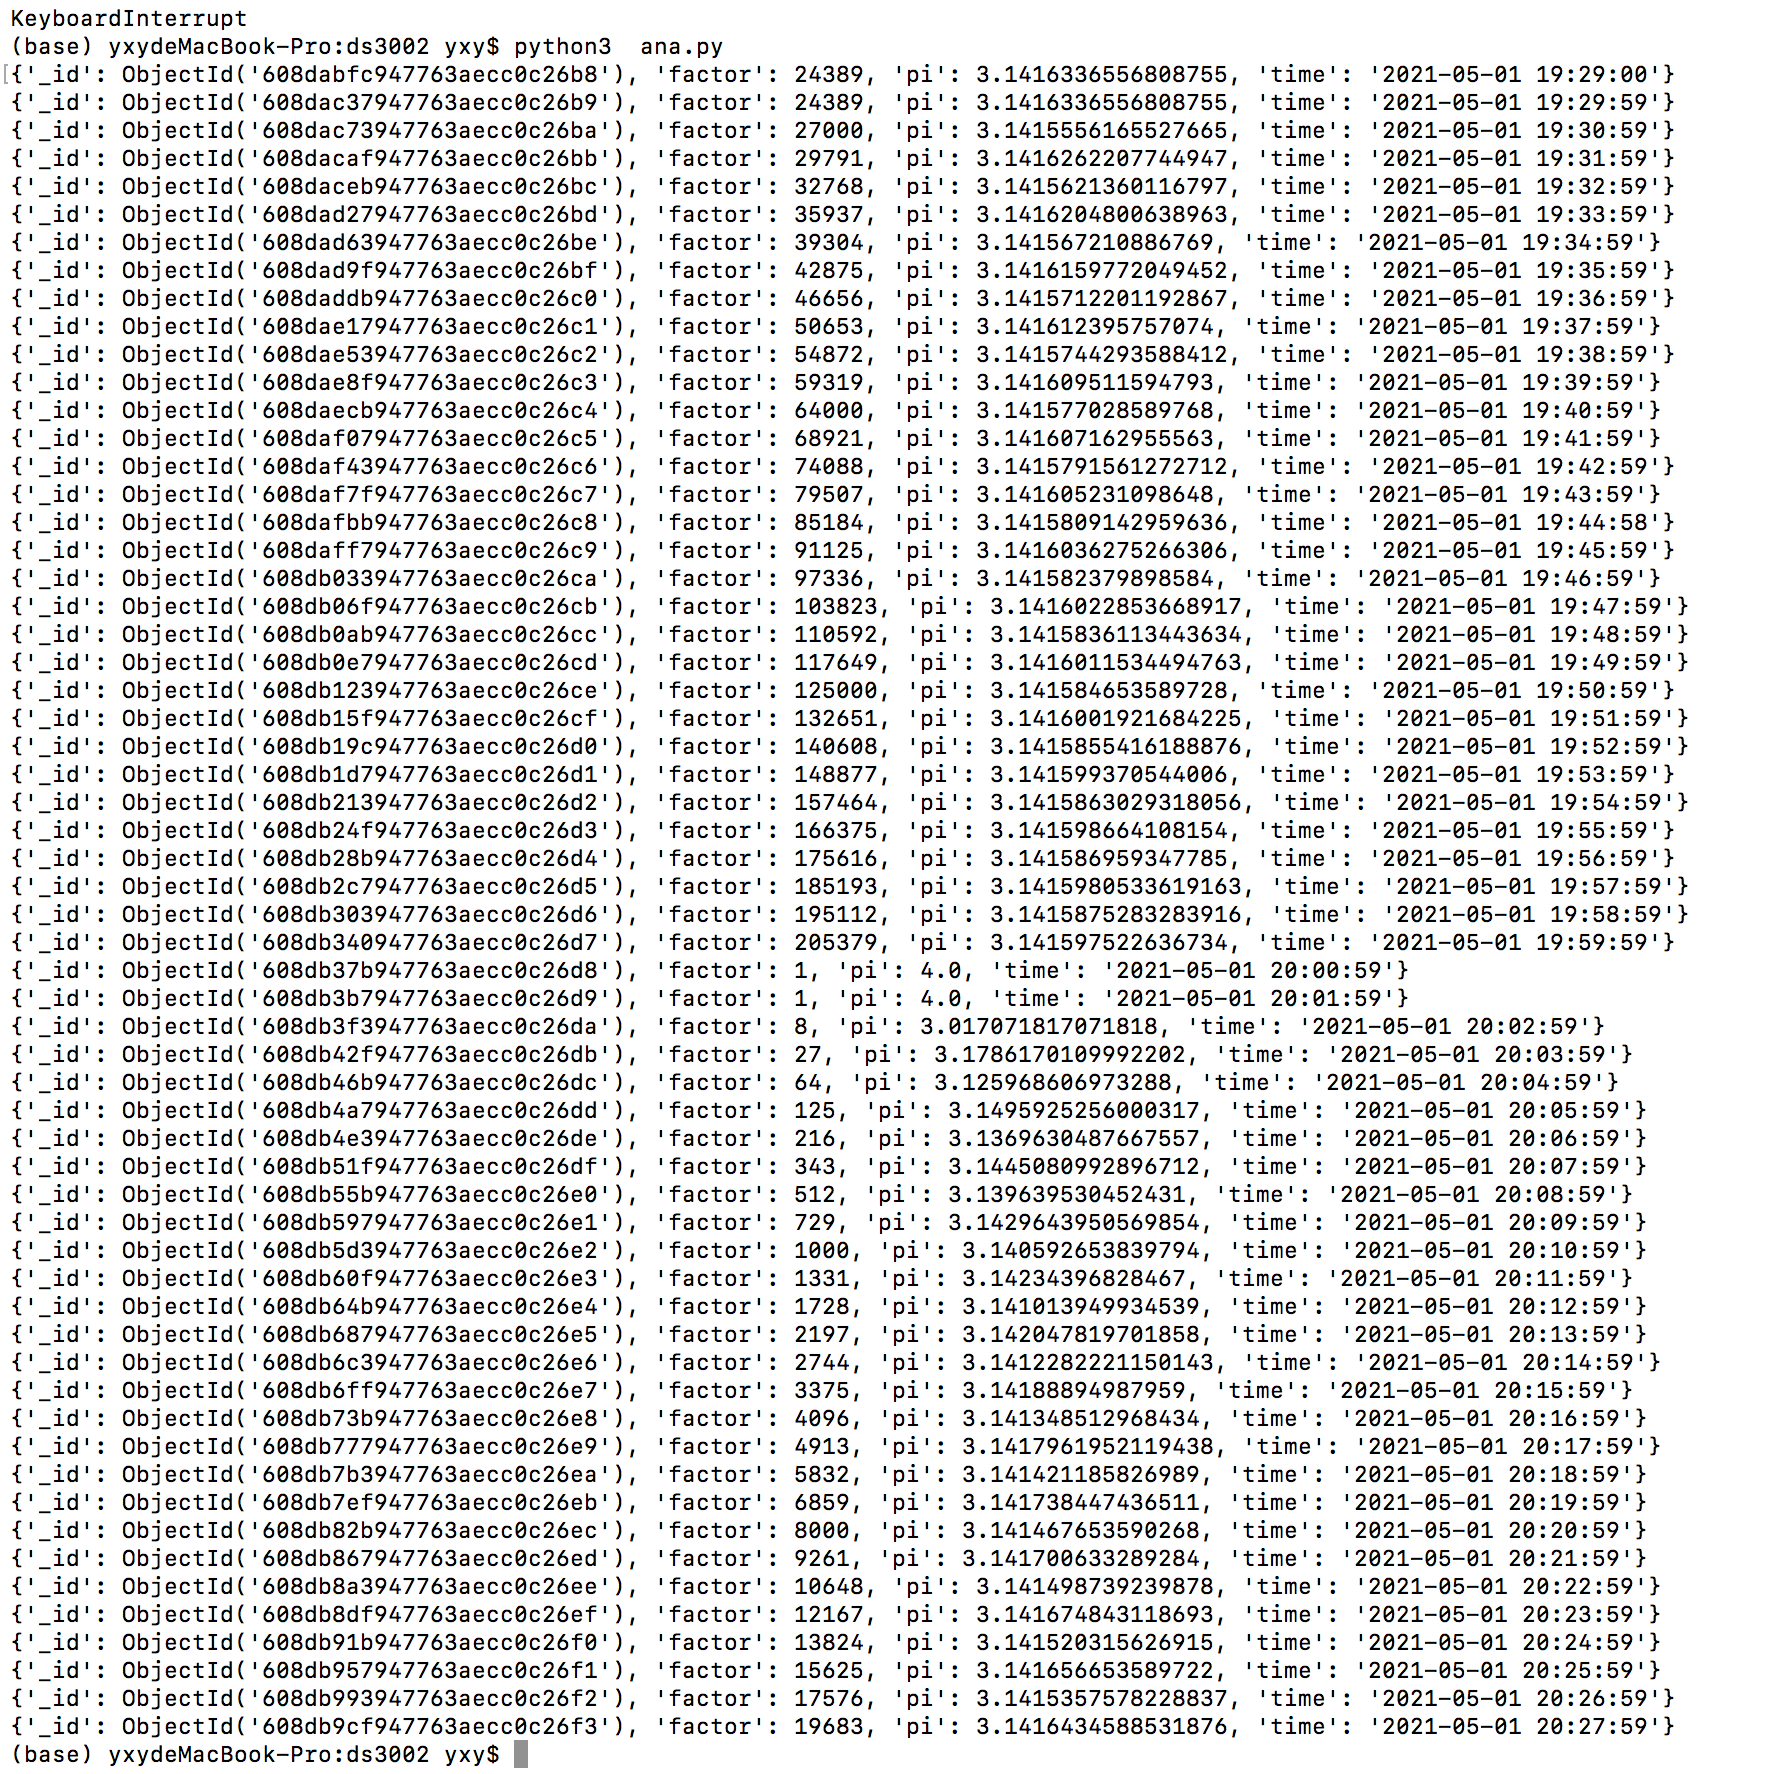 KeyboardInterrupt
(base) yxydeMacBook-Pro:ds3002 yxy$ python3  ana.py
{'_id': ObjectId('608dabfc947763aecc0c26b8'), 'factor': 24389, 'pi': 3.1416336556808755, 'time': '2021-05-01 19:29:00'}
{'_id': ObjectId('608dac37947763aecc0c26b9'), 'factor': 24389, 'pi': 3.1416336556808755, 'time': '2021-05-01 19:29:59'}
{'_id': ObjectId('608dac73947763aecc0c26ba'), 'factor': 27000, 'pi': 3.1415556165527665, 'time': '2021-05-01 19:30:59'}
{'_id': ObjectId('608dacaf947763aecc0c26bb'), 'factor': 29791, 'pi': 3.1416262207744947, 'time': '2021-05-01 19:31:59'}
{'_id': ObjectId('608daceb947763aecc0c26bc'), 'factor': 32768, 'pi': 3.1415621360116797, 'time': '2021-05-01 19:32:59'}
{'_id': ObjectId('608dad27947763aecc0c26bd'), 'factor': 35937, 'pi': 3.1416204800638963, 'time': '2021-05-01 19:33:59'}
{'_id': ObjectId('608dad63947763aecc0c26be'), 'factor': 39304, 'pi': 3.141567210886769, 'time': '2021-05-01 19:34:59'}
{'_id': ObjectId('608dad9f947763aecc0c26bf'), 'factor': 42875, 'pi': 3.1416159772049452, 'time': '2021-05-01 19:35:59'}
{'_id': ObjectId('608daddb947763aecc0c26c0'), 'factor': 46656, 'pi': 3.1415712201192867, 'time': '2021-05-01 19:36:59'}
{'_id': ObjectId('608dae17947763aecc0c26c1'), 'factor': 50653, 'pi': 3.141612395757074, 'time': '2021-05-01 19:37:59'}
{'_id': ObjectId('608dae53947763aecc0c26c2'), 'factor': 54872, 'pi': 3.1415744293588412, 'time': '2021-05-01 19:38:59'}
{'_id': ObjectId('608dae8f947763aecc0c26c3'), 'factor': 59319, 'pi': 3.141609511594793, 'time': '2021-05-01 19:39:59'}
{'_id': ObjectId('608daecb947763aecc0c26c4'), 'factor': 64000, 'pi': 3.141577028589768, 'time': '2021-05-01 19:40:59'}
{'_id': ObjectId('608daf07947763aecc0c26c5'), 'factor': 68921, 'pi': 3.141607162955563, 'time': '2021-05-01 19:41:59'}
{'_id': ObjectId('608daf43947763aecc0c26c6'), 'factor': 74088, 'pi': 3.1415791561272712, 'time': '2021-05-01 19:42:59'}
{'_id': ObjectId('608daf7f947763aecc0c26c7'), 'factor': 79507, 'pi': 3.141605231098648, 'time': '2021-05-01 19:43:59'}
{'_id': ObjectId('608dafbb947763aecc0c26c8'), 'factor': 85184, 'pi': 3.1415809142959636, 'time': '2021-05-01 19:44:58'}
{'_id': ObjectId('608daff7947763aecc0c26c9'), 'factor': 91125, 'pi': 3.1416036275266306, 'time': '2021-05-01 19:45:59'}
{'_id': ObjectId('608db033947763aecc0c26ca'), 'factor': 97336, 'pi': 3.141582379898584, 'time': '2021-05-01 19:46:59'}
{'_id': ObjectId('608db06f947763aecc0c26cb'), 'factor': 103823, 'pi': 3.1416022853668917, 'time': '2021-05-01 19:47:59'}
{'_id': ObjectId('608db0ab947763aecc0c26cc'), 'factor': 110592, 'pi': 3.1415836113443634, 'time': '2021-05-01 19:48:59'}
{'_id': ObjectId('608db0e7947763aecc0c26cd'), 'factor': 117649, 'pi': 3.1416011534494763, 'time': '2021-05-01 19:49:59'}
{'_id': ObjectId('608db123947763aecc0c26ce'), 'factor': 125000, 'pi': 3.141584653589728, 'time': '2021-05-01 19:50:59'}
{'_id': ObjectId('608db15f947763aecc0c26cf'), 'factor': 132651, 'pi': 3.1416001921684225, 'time': '2021-05-01 19:51:59'}
{'_id': ObjectId('608db19c947763aecc0c26d0'), 'factor': 140608, 'pi': 3.1415855416188876, 'time': '2021-05-01 19:52:59'}
{'_id': ObjectId('608db1d7947763aecc0c26d1'), 'factor': 148877, 'pi': 3.141599370544006, 'time': '2021-05-01 19:53:59'}
{'_id': ObjectId('608db213947763aecc0c26d2'), 'factor': 157464, 'pi': 3.1415863029318056, 'time': '2021-05-01 19:54:59'}
{'_id': ObjectId('608db24f947763aecc0c26d3'), 'factor': 166375, 'pi': 3.141598664108154, 'time': '2021-05-01 19:55:59'}
{'_id': ObjectId('608db28b947763aecc0c26d4'), 'factor': 175616, 'pi': 3.141586959347785, 'time': '2021-05-01 19:56:59'}
{'_id': ObjectId('608db2c7947763aecc0c26d5'), 'factor': 185193, 'pi': 3.1415980533619163, 'time': '2021-05-01 19:57:59'}
{'_id': ObjectId('608db303947763aecc0c26d6'), 'factor': 195112, 'pi': 3.1415875283283916, 'time': '2021-05-01 19:58:59'}
{'_id': ObjectId('608db340947763aecc0c26d7'), 'factor': 205379, 'pi': 3.141597522636734, 'time': '2021-05-01 19:59:59'}
{'_id': ObjectId('608db37b947763aecc0c26d8'), 'factor': 1, 'pi': 4.0, 'time': '2021-05-01 20:00:59'}
{'_id': ObjectId('608db3b7947763aecc0c26d9'), 'factor': 1, 'pi': 4.0, 'time': '2021-05-01 20:01:59'}
{'_id': ObjectId('608db3f3947763aecc0c26da'), 'factor': 8, 'pi': 3.017071817071818, 'time': '2021-05-01 20:02:59'}
{'_id': ObjectId('608db42f947763aecc0c26db'), 'factor': 27, 'pi': 3.1786170109992202, 'time': '2021-05-01 20:03:59'}
{'_id': ObjectId('608db46b947763aecc0c26dc'), 'factor': 64, 'pi': 3.125968606973288, 'time': '2021-05-01 20:04:59'}
{'_id': ObjectId('608db4a7947763aecc0c26dd'), 'factor': 125, 'pi': 3.1495925256000317, 'time': '2021-05-01 20:05:59'}
{'_id': ObjectId('608db4e3947763aecc0c26de'), 'factor': 216, 'pi': 3.1369630487667557, 'time': '2021-05-01 20:06:59'}
{'_id': ObjectId('608db51f947763aecc0c26df'), 'factor': 343, 'pi': 3.1445080992896712, 'time': '2021-05-01 20:07:59'}
{'_id': ObjectId('608db55b947763aecc0c26e0'), 'factor': 512, 'pi': 3.139639530452431, 'time': '2021-05-01 20:08:59'}
{'_id': ObjectId('608db597947763aecc0c26e1'), 'factor': 729, 'pi': 3.1429643950569854, 'time': '2021-05-01 20:09:59'}
{'_id': ObjectId('608db5d3947763aecc0c26e2'), 'factor': 1000, 'pi': 3.140592653839794, 'time': '2021-05-01 20:10:59'}
{'_id': ObjectId('608db60f947763aecc0c26e3'), 'factor': 1331, 'pi': 3.14234396828467, 'time': '2021-05-01 20:11:59'}
{'_id': ObjectId('608db64b947763aecc0c26e4'), 'factor': 1728, 'pi': 3.141013949934539, 'time': '2021-05-01 20:12:59'}
{'_id': ObjectId('608db687947763aecc0c26e5'), 'factor': 2197, 'pi': 3.142047819701858, 'time': '2021-05-01 20:13:59'}
{'_id': ObjectId('608db6c3947763aecc0c26e6'), 'factor': 2744, 'pi': 3.1412282221150143, 'time': '2021-05-01 20:14:59'}
{'_id': ObjectId('608db6ff947763aecc0c26e7'), 'factor': 3375, 'pi': 3.14188894987959, 'time': '2021-05-01 20:15:59'}
{'_id': ObjectId('608db73b947763aecc0c26e8'), 'factor': 4096, 'pi': 3.141348512968434, 'time': '2021-05-01 20:16:59'}
{'_id': ObjectId('608db777947763aecc0c26e9'), 'factor': 4913, 'pi': 3.1417961952119438, 'time': '2021-05-01 20:17:59'}
{'_id': ObjectId('608db7b3947763aecc0c26ea'), 'factor': 5832, 'pi': 3.141421185826989, 'time': '2021-05-01 20:18:59'}
{'_id': ObjectId('608db7ef947763aecc0c26eb'), 'factor': 6859, 'pi': 3.141738447436511, 'time': '2021-05-01 20:19:59'}
{'_id': ObjectId('608db82b947763aecc0c26ec'), 'factor': 8000, 'pi': 3.141467653590268, 'time': '2021-05-01 20:20:59'}
{'_id': ObjectId('608db867947763aecc0c26ed'), 'factor': 9261, 'pi': 3.141700633289284, 'time': '2021-05-01 20:21:59'}
{'_id': ObjectId('608db8a3947763aecc0c26ee'), 'factor': 10648, 'pi': 3.141498739239878, 'time': '2021-05-01 20:22:59'}
{'_id': ObjectId('608db8df947763aecc0c26ef'), 'factor': 12167, 'pi': 3.141674843118693, 'time': '2021-05-01 20:23:59'}
{'_id': ObjectId('608db91b947763aecc0c26f0'), 'factor': 13824, 'pi': 3.141520315626915, 'time': '2021-05-01 20:24:59'}
{'_id': ObjectId('608db957947763aecc0c26f1'), 'factor': 15625, 'pi': 3.141656653589722, 'time': '2021-05-01 20:25:59'}
{'_id': ObjectId('608db993947763aecc0c26f2'), 'factor': 17576, 'pi': 3.1415357578228837, 'time': '2021-05-01 20:26:59'}
{'_id': ObjectId('608db9cf947763aecc0c26f3'), 'factor': 19683, 'pi': 3.1416434588531876, 'time': '2021-05-01 20:27:59'}
(base) yxydeMacBook-Pro:ds3002 yxy$